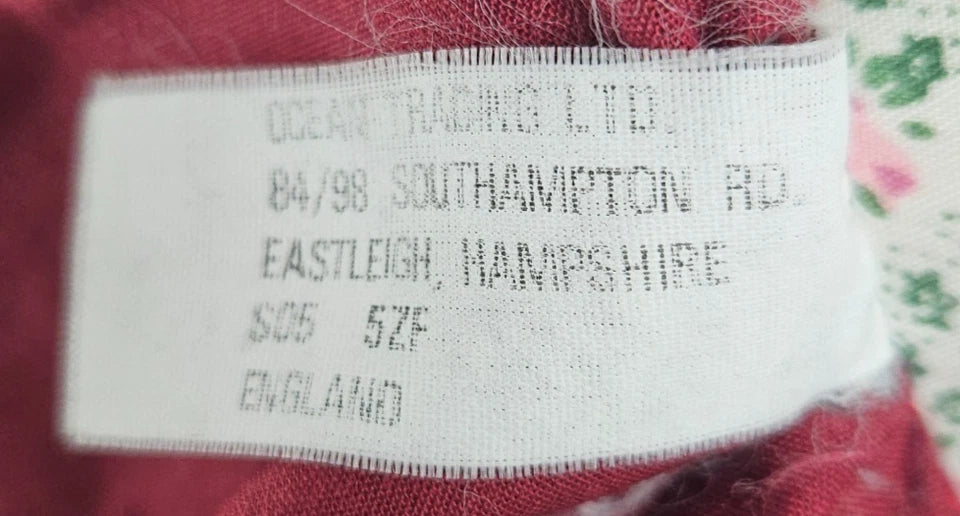 OCEAN TRADING LTD.
84/98 SOUTHAMPTON RD.
EASTLEIGH, HAMPSHIRE
SO5 5ZF
ENGLAND